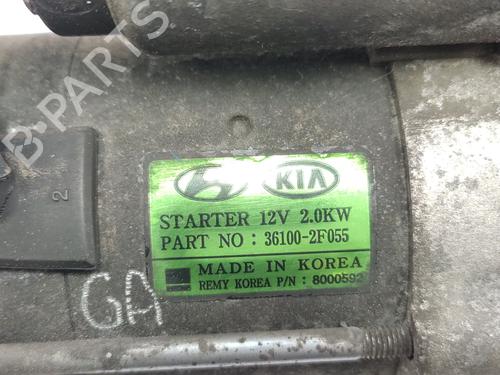 B-Parts
KIA
STARTER 12V 2.0KW
PART NO : 36100-2F055
MADE IN KOREA
REMY KOREA P/N : 8000592
GA
2